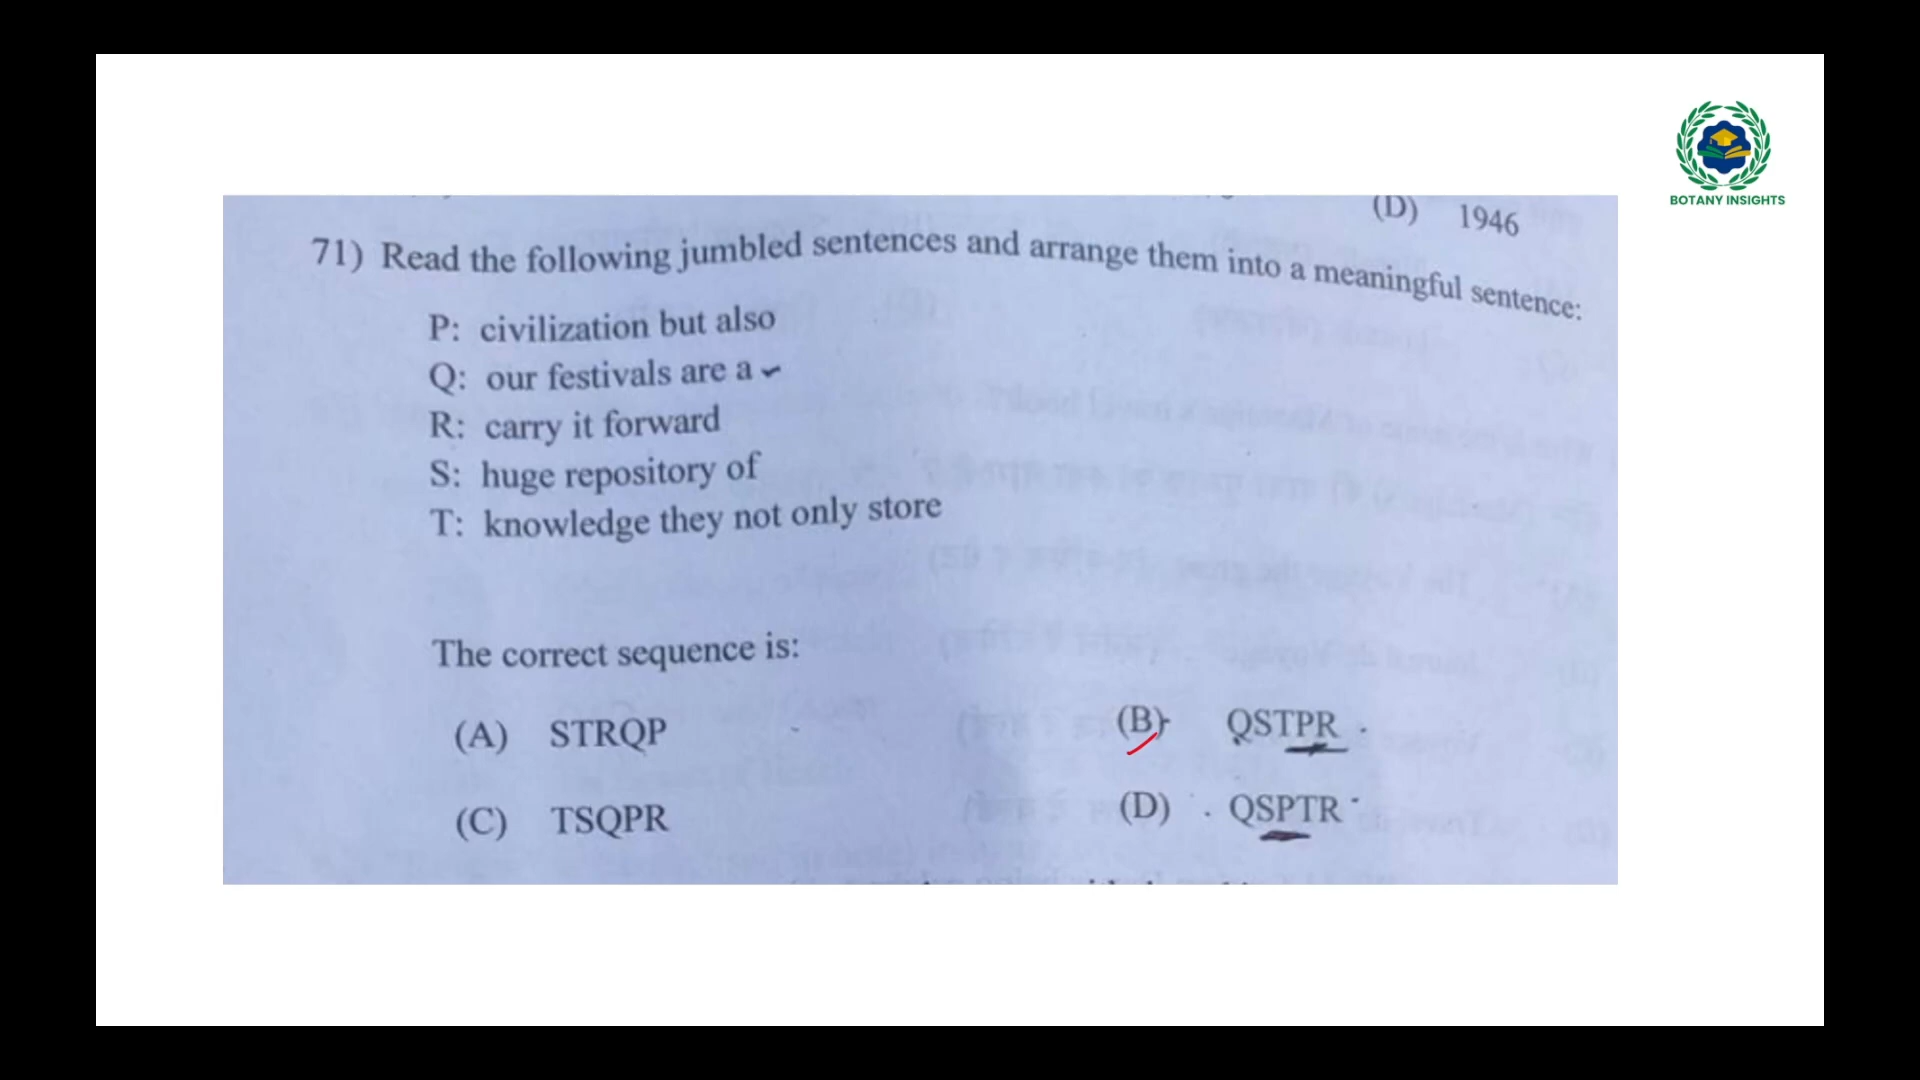 BOTANY INSIGHTS
(D) 1946
71) Read the following jumbled sentences and arrange them into a meaningful sentence:
P: civilization but also
Q: our festivals are a
R: carry it forward
S: huge repository of
T: knowledge they not only store
The correct sequence is:
(A) STRQP
(B) QSTPR
(C) TSQPR
(D) QSPTR